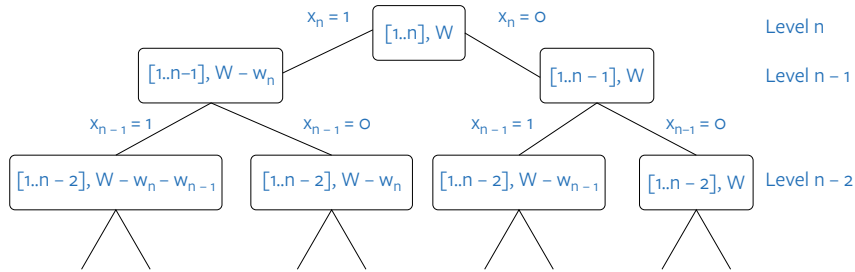 xₙ = 1
xₙ = 0
[1..n], W
Level n
[1..n–1], W – wₙ
[1..n – 1], W
Level n – 1
xₙ ₋ ₁ = 1
xₙ ₋ ₁ = 0
xₙ ₋ ₁ = 1
xₙ₋₁ = 0
[1..n – 2], W – wₙ – wₙ ₋ ₁
[1..n – 2], W – wₙ
[1..n – 2], W – wₙ₋₁
[1..n – 2], W
Level n – 2